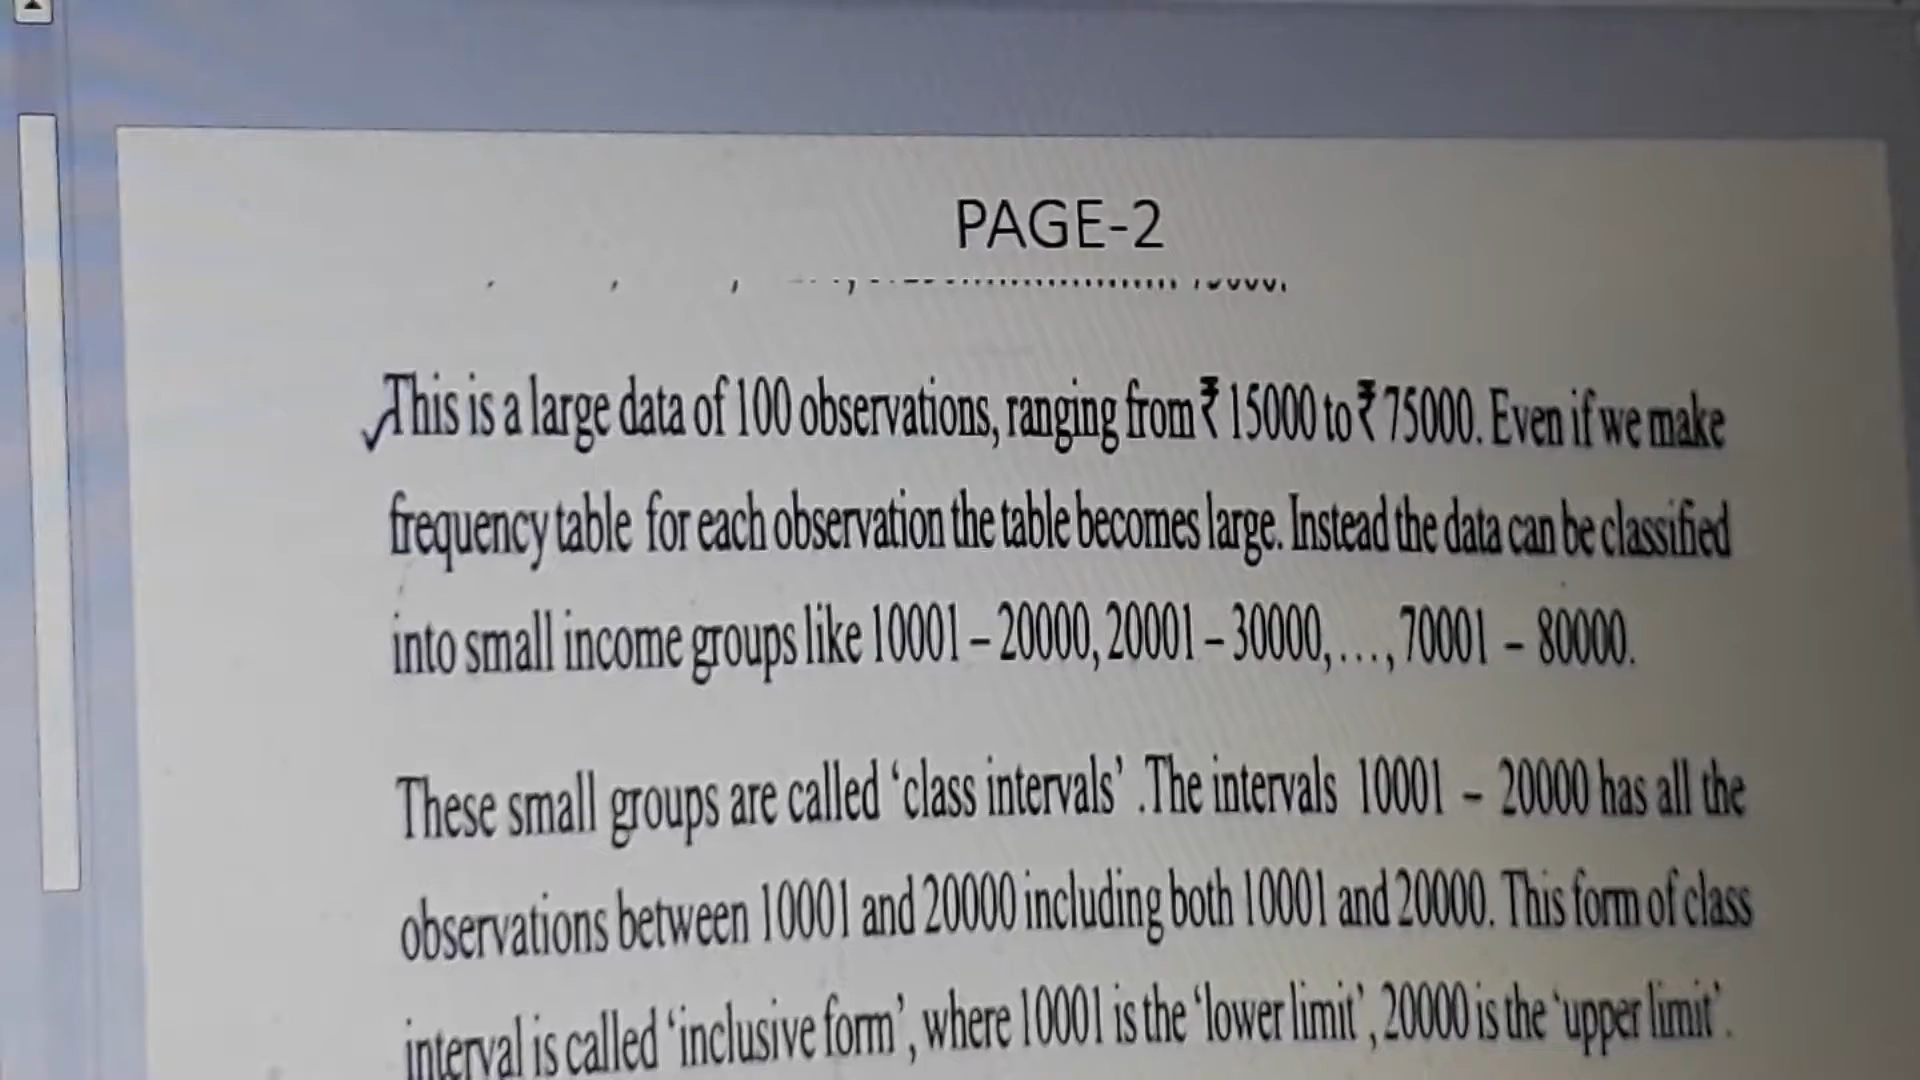 PAGE-2
This is a large data of 100 observations, ranging from ₹ 15000 to ₹ 75000. Even if we make
frequency table for each observation the table becomes large. Instead the data can be classified
into small income groups like 10001 – 20000, 20001 – 30000, ..., 70001 – 80000.
These small groups are called ‘class intervals’ .The intervals 10001 – 20000 has all the
observations between 10001 and 20000 including both 10001 and 20000. This form of class
interval is called ‘inclusive form’, where 10001 is the ‘lower limit’, 20000 is the ‘upper limit’.